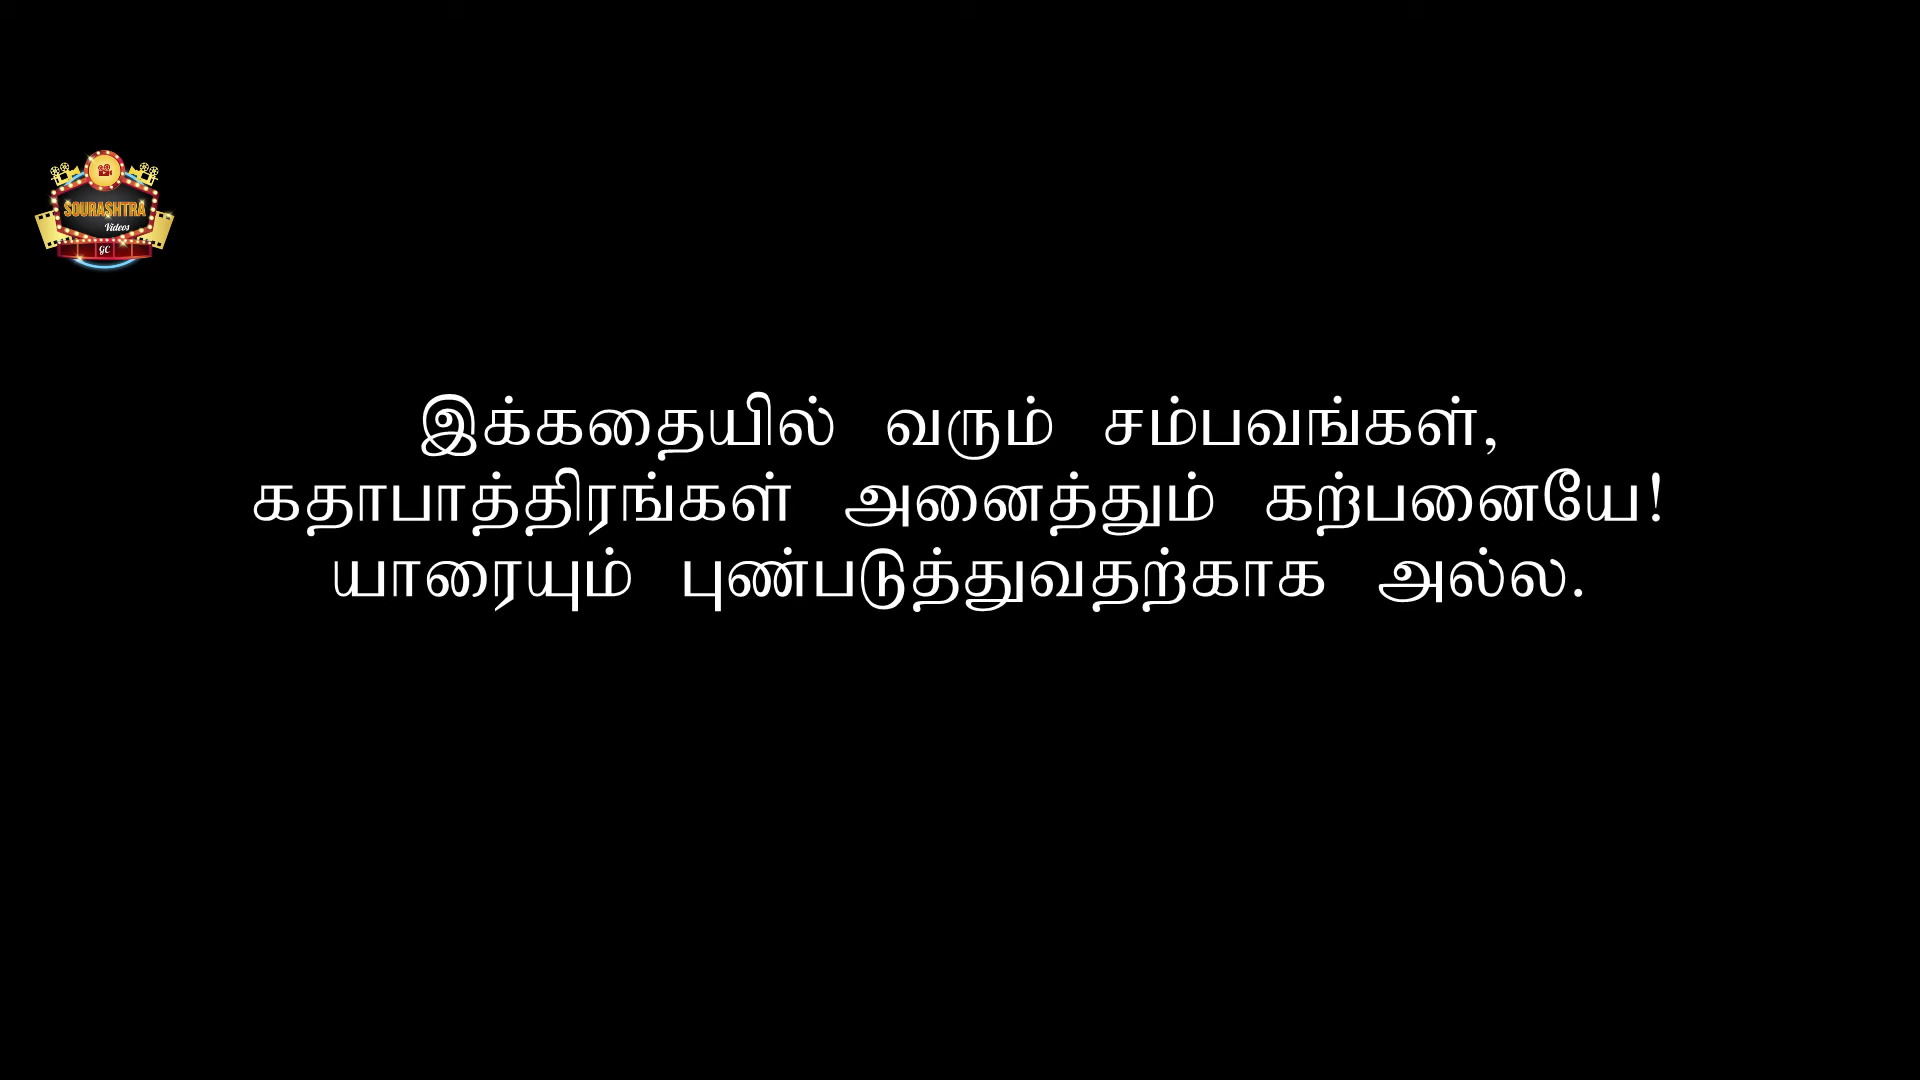 SOURASHTRA
Videos
GC
இக்கதையில் வரும் சம்பவங்கள்,
கதாபாத்திரங்கள் அனைத்தும் கற்பனையே!
யாரையும் புண்படுத்துவதற்காக அல்ல.